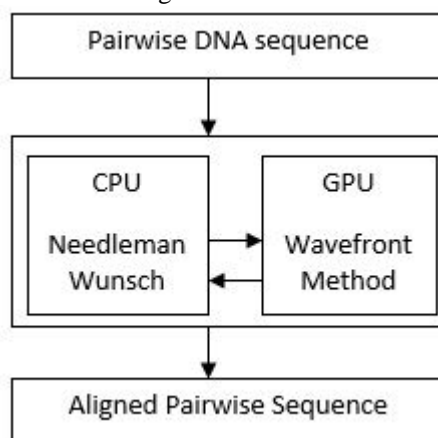 Pairwise DNA sequence
CPU
Needleman
Wunsch
GPU
Wavefront
Method
Aligned Pairwise Sequence